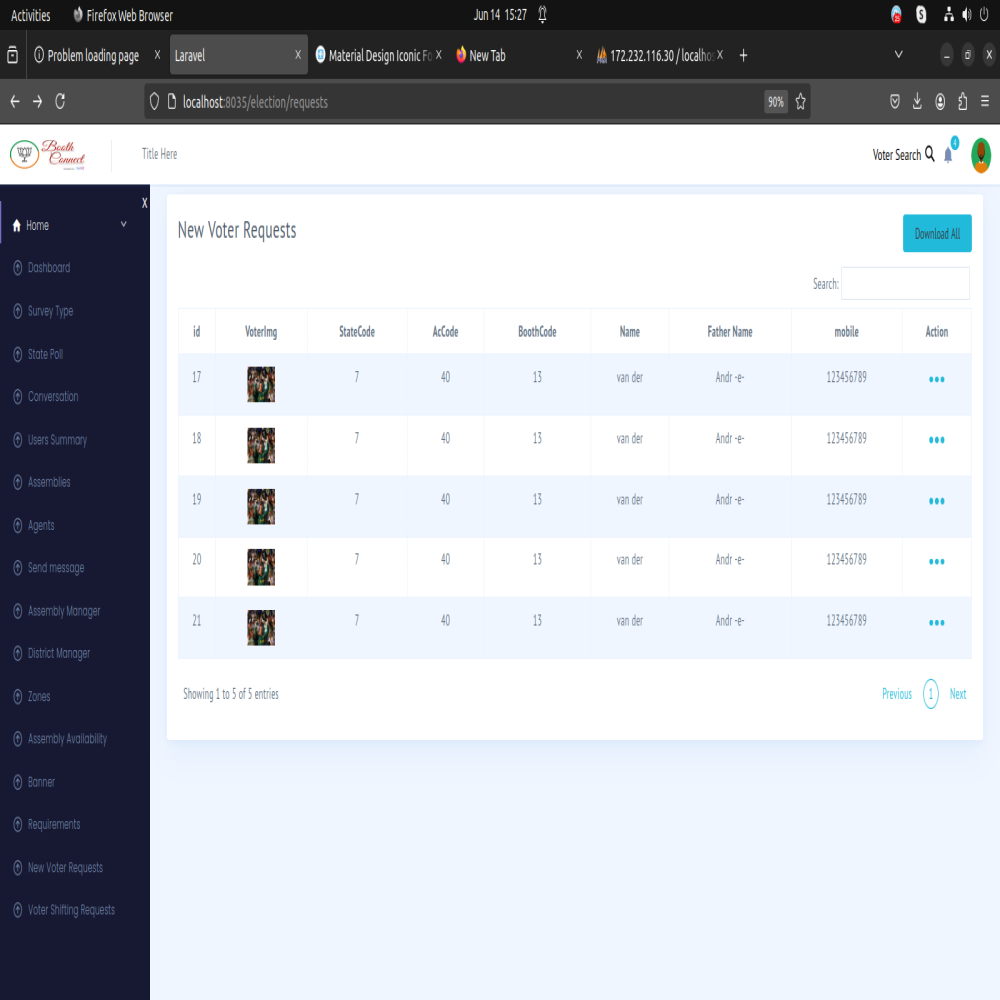 Activities Firefox Web Browser Jun 14 15:27
Problem loading page X Laravel X Material Design Iconic Fo X New Tab X 172.232.116.30 / localhos X +
localhost:8035/election/requests 90%
Booth Connect Title Here Voter Search 4
X
Home
Dashboard
Survey Type
State Poll
Conversation
Users Summary
Assemblies
Agents
Send message
Assembly Manager
District Manager
Zones
Assembly Availability
Banner
Requirements
New Voter Requests
Voter Shifting Requests
New Voter Requests Download All
Search:
id VoterImg StateCode AcCode BoothCode Name Father Name mobile Action
17 7 40 13 van der Andr -e- 123456789
18 7 40 13 van der Andr -e- 123456789
19 7 40 13 van der Andr -e- 123456789
20 7 40 13 van der Andr -e- 123456789
21 7 40 13 van der Andr -e- 123456789
Showing 1 to 5 of 5 entries Previous 1 Next